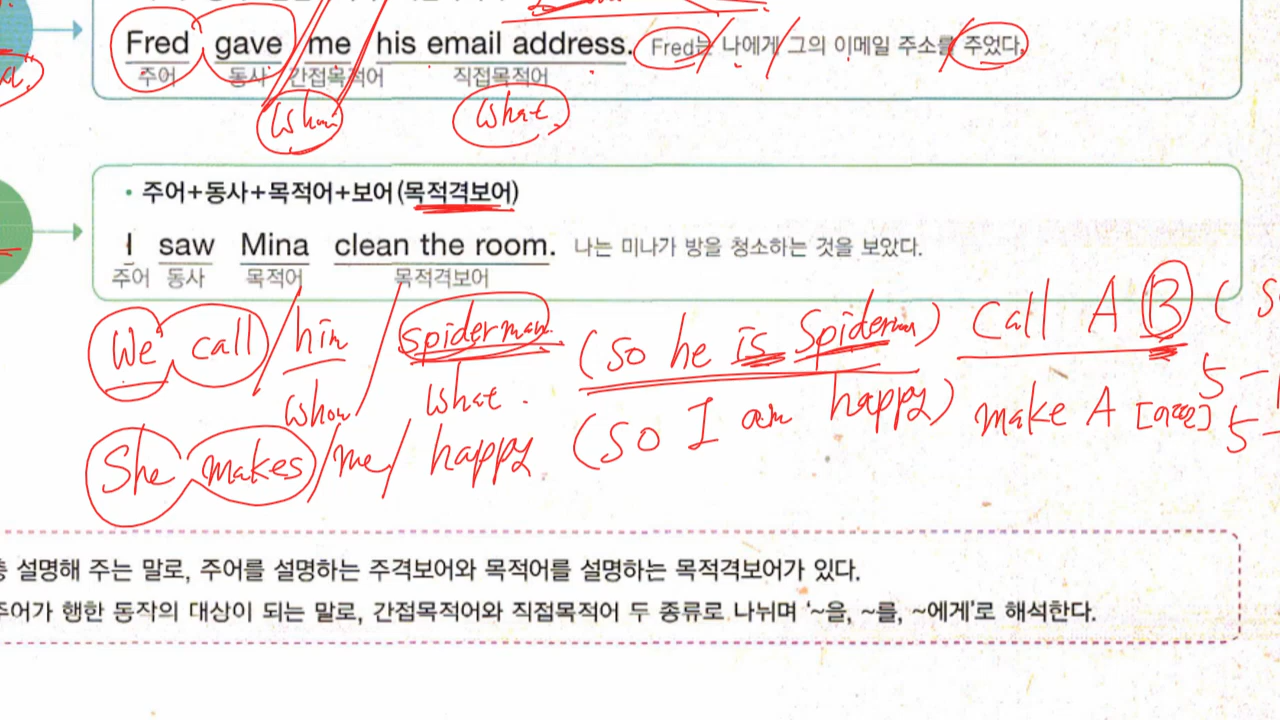 Fred gave me his email address. Fred는 나에게 그의 이메일 주소를 주었다.
주어 동사 간접목적어 직접목적어
whom what
• 주어+동사+목적어+보어(목적격보어)
I saw Mina clean the room. 나는 미나가 방을 청소하는 것을 보았다.
주어 동사 목적어 목적격보어
We call / him / spiderman. (so he is Spiderman) call A B (
whom what. 5-
She makes / me / happy (so I am happy) make A 5-
설명해 주는 말로, 주어를 설명하는 주격보어와 목적어를 설명하는 목적격보어가 있다.
주어가 행한 동작의 대상이 되는 말로, 간접목적어와 직접목적어 두 종류로 나뉘며 '~을, ~를, ~에게'로 해석한다.